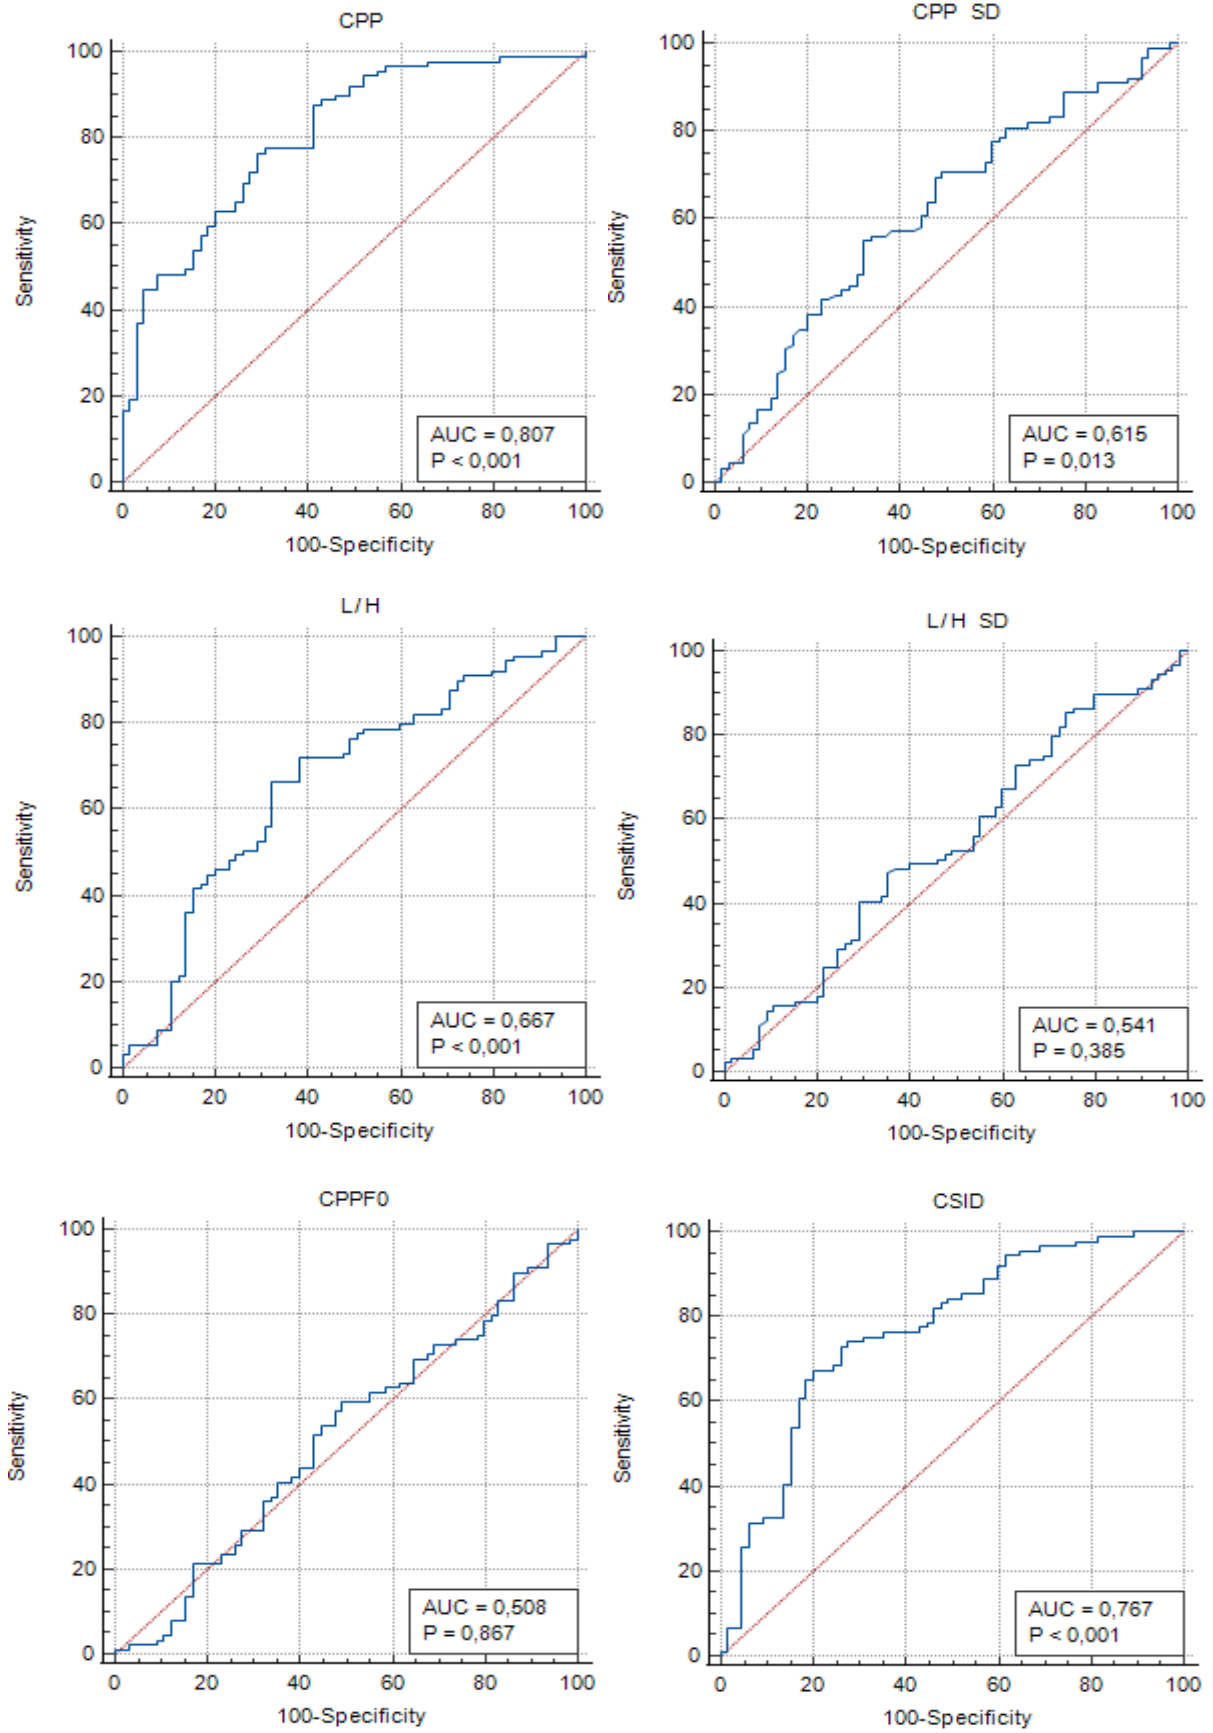 CPP
100
80
60
40
20
0
Sensitivity
AUC = 0,807
P < 0,001
0 20 40 60 80 100
100-Specificity
CPP SD
100
80
60
40
20
0
Sensitivity
AUC = 0,615
P = 0,013
0 20 40 60 80 100
100-Specificity
L/H
100
80
60
40
20
0
Sensitivity
AUC = 0,667
P < 0,001
0 20 40 60 80 100
100-Specificity
L/H SD
100
80
60
40
20
0
Sensitivity
AUC = 0,541
P = 0,385
0 20 40 60 80 100
100-Specificity
CPPF0
100
80
60
40
20
0
Sensitivity
AUC = 0,508
P = 0,867
0 20 40 60 80 100
100-Specificity
CSID
100
80
60
40
20
0
Sensitivity
AUC = 0,767
P < 0,001
0 20 40 60 80 100
100-Specificity